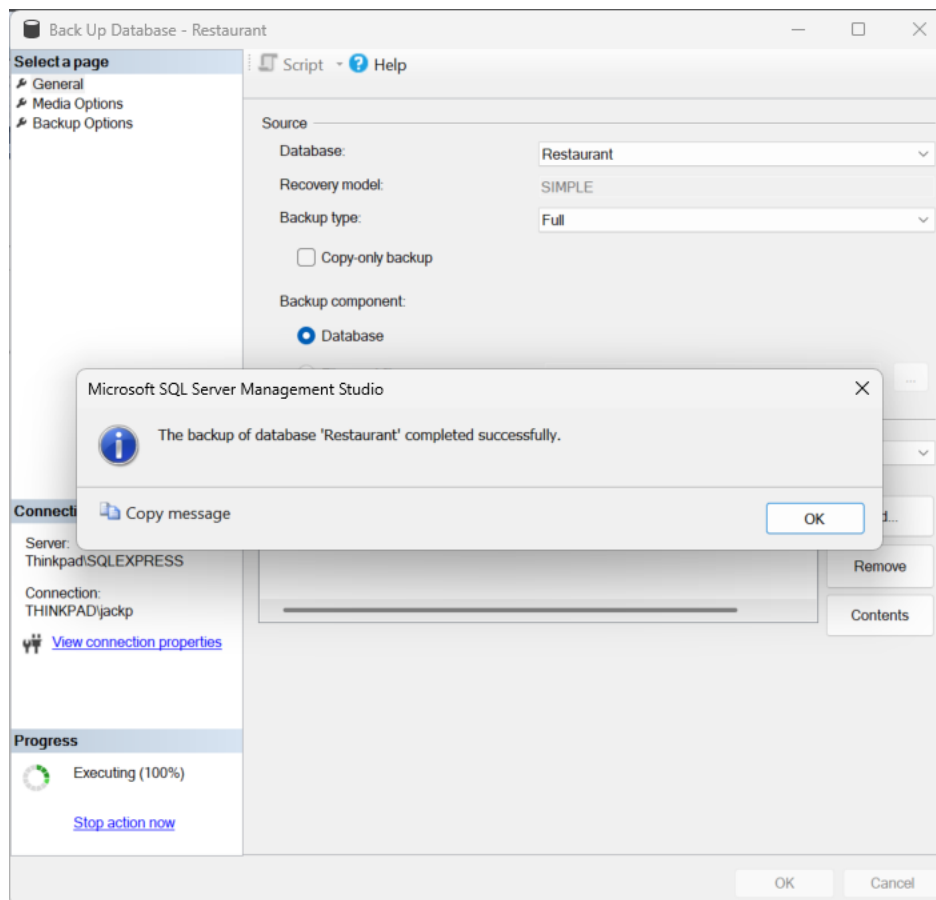 Back Up Database - Restaurant
Select a page
General
Media Options
Backup Options
Script
Help
Source
Database:
Restaurant
Recovery model:
SIMPLE
Backup type:
Full
Copy-only backup
Backup component:
Database
...
Microsoft SQL Server Management Studio
The backup of database 'Restaurant' completed successfully.
Copy message
OK
Remove
Contents
Connecti
Server:
Thinkpad\SQLEXPRESS
Connection:
THINKPAD\jackp
View connection properties
Progress
Executing (100%)
Stop action now
OK
Cancel